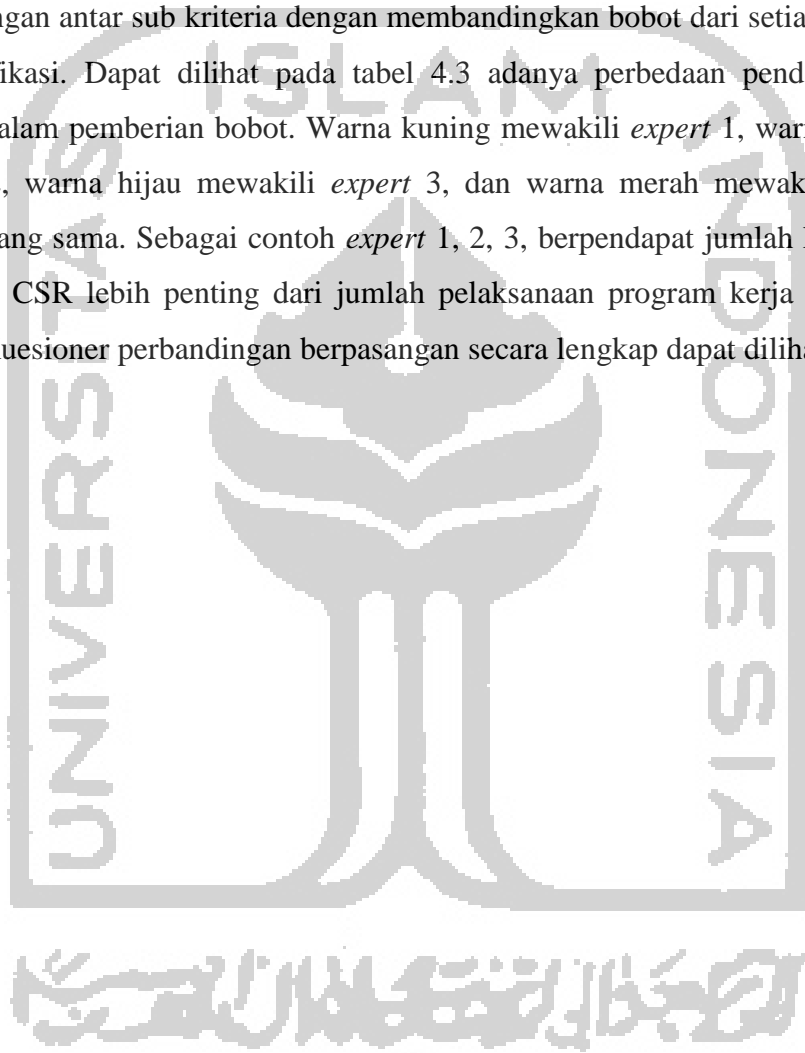 ngan antar sub kriteria dengan membandingkan bobot dari setia
ikasi. Dapat dilihat pada tabel 4.3 adanya perbedaan pend
alam pemberian bobot. Warna kuning mewakili expert 1, war
, warna hijau mewakili expert 3, dan warna merah mewak
ang sama. Sebagai contoh expert 1, 2, 3, berpendapat jumlah
CSR lebih penting dari jumlah pelaksanaan program kerja
uesioner perbandingan berpasangan secara lengkap dapat diliha
ISLAM
UNIVERSITAS
INDONESIA